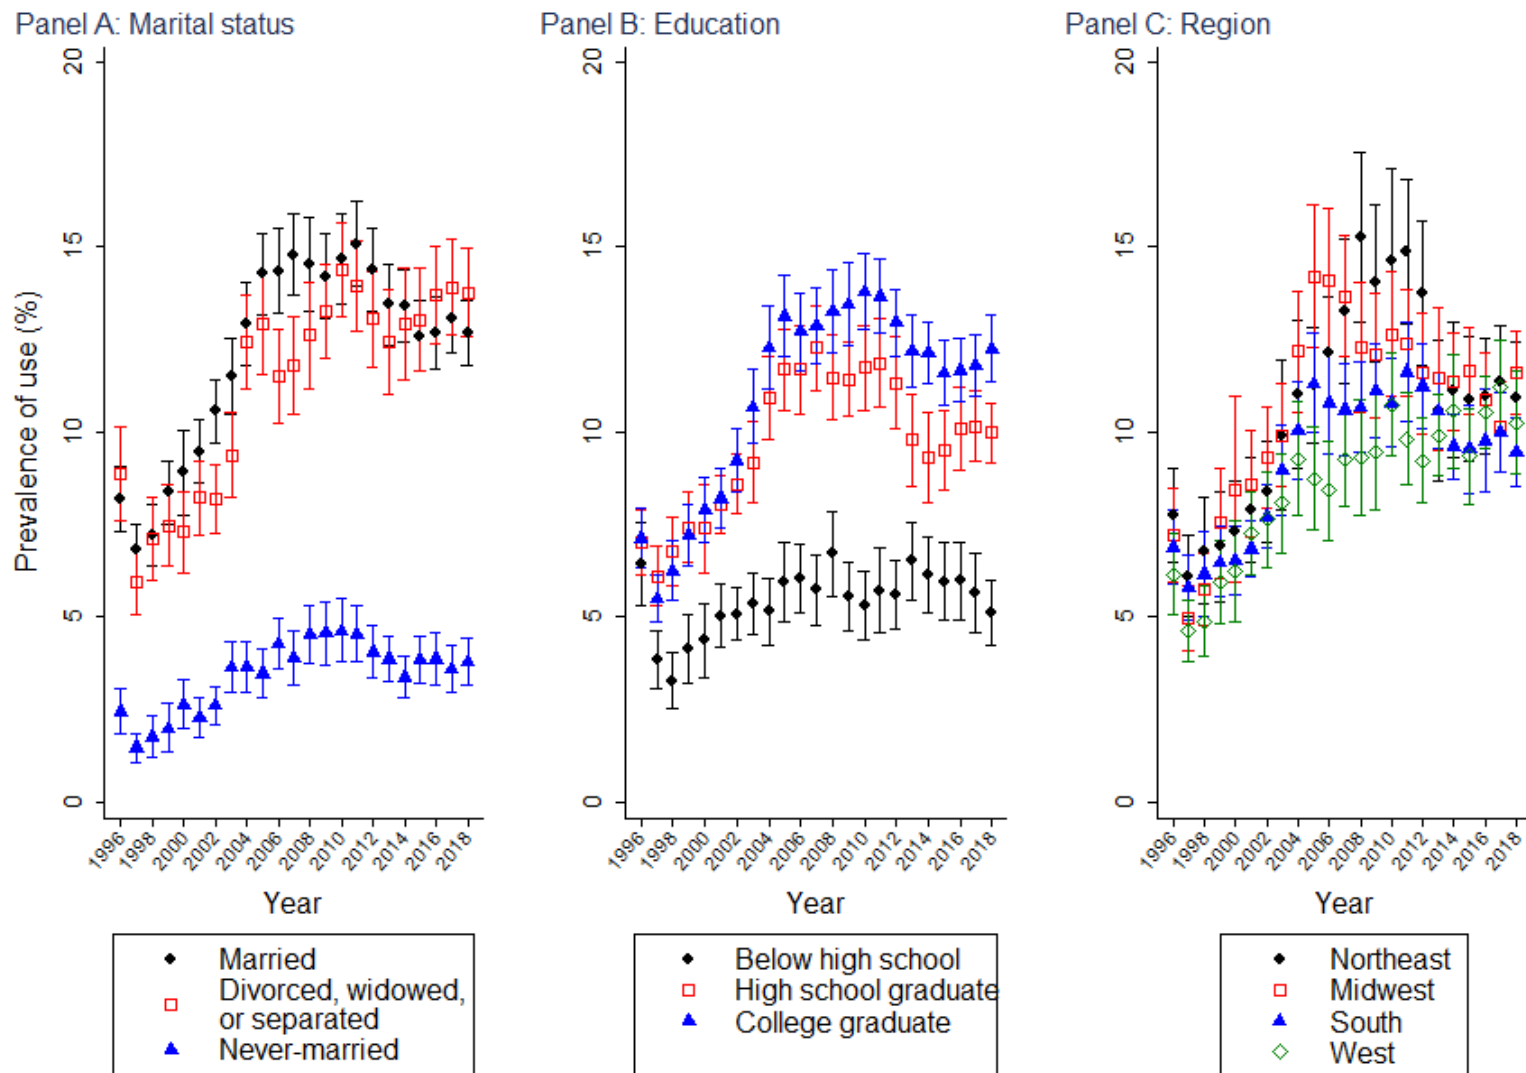 Panel A: Marital status
Panel B: Education
Panel C: Region
Prevalence of use (%)
20
15
10
5
0
1996
1998
2000
2002
2004
2006
2008
2010
2012
2014
2016
2018
Year
20
15
10
5
0
1996
1998
2000
2002
2004
2006
2008
2010
2012
2014
2016
2018
Year
20
15
10
5
0
1996
1998
2000
2002
2004
2006
2008
2010
2012
2014
2016
2018
Year
Married
Divorced, widowed,
or separated
Never-married
Below high school
High school graduate
College graduate
Northeast
Midwest
South
West